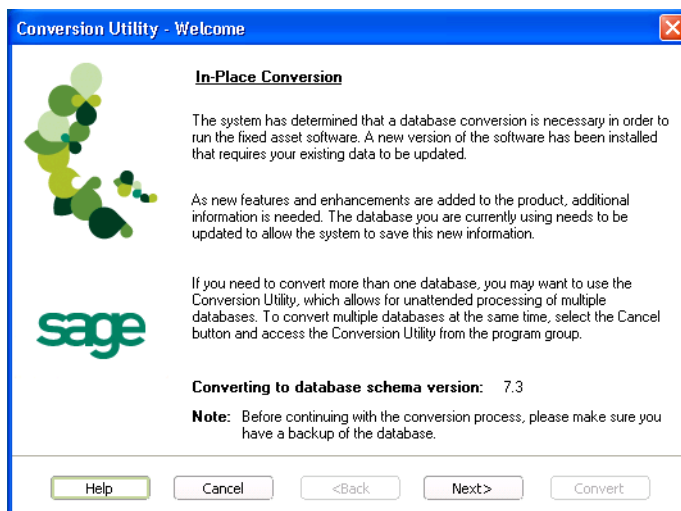 Conversion Utility - Welcome
In-Place Conversion
The system has determined that a database conversion is necessary in order to
run the fixed asset software. A new version of the software has been installed
that requires your existing data to be updated.
As new features and enhancements are added to the product, additional
information is needed. The database you are currently using needs to be
updated to allow the system to save this new information.
If you need to convert more than one database, you may want to use the
Conversion Utility, which allows for unattended processing of multiple
databases. To convert multiple databases at the same time, select the Cancel
button and access the Conversion Utility from the program group.
sage
Converting to database schema version: 7.3
Note: Before continuing with the conversion process, please make sure you
have a backup of the database.
Help Cancel <Back Next> Convert